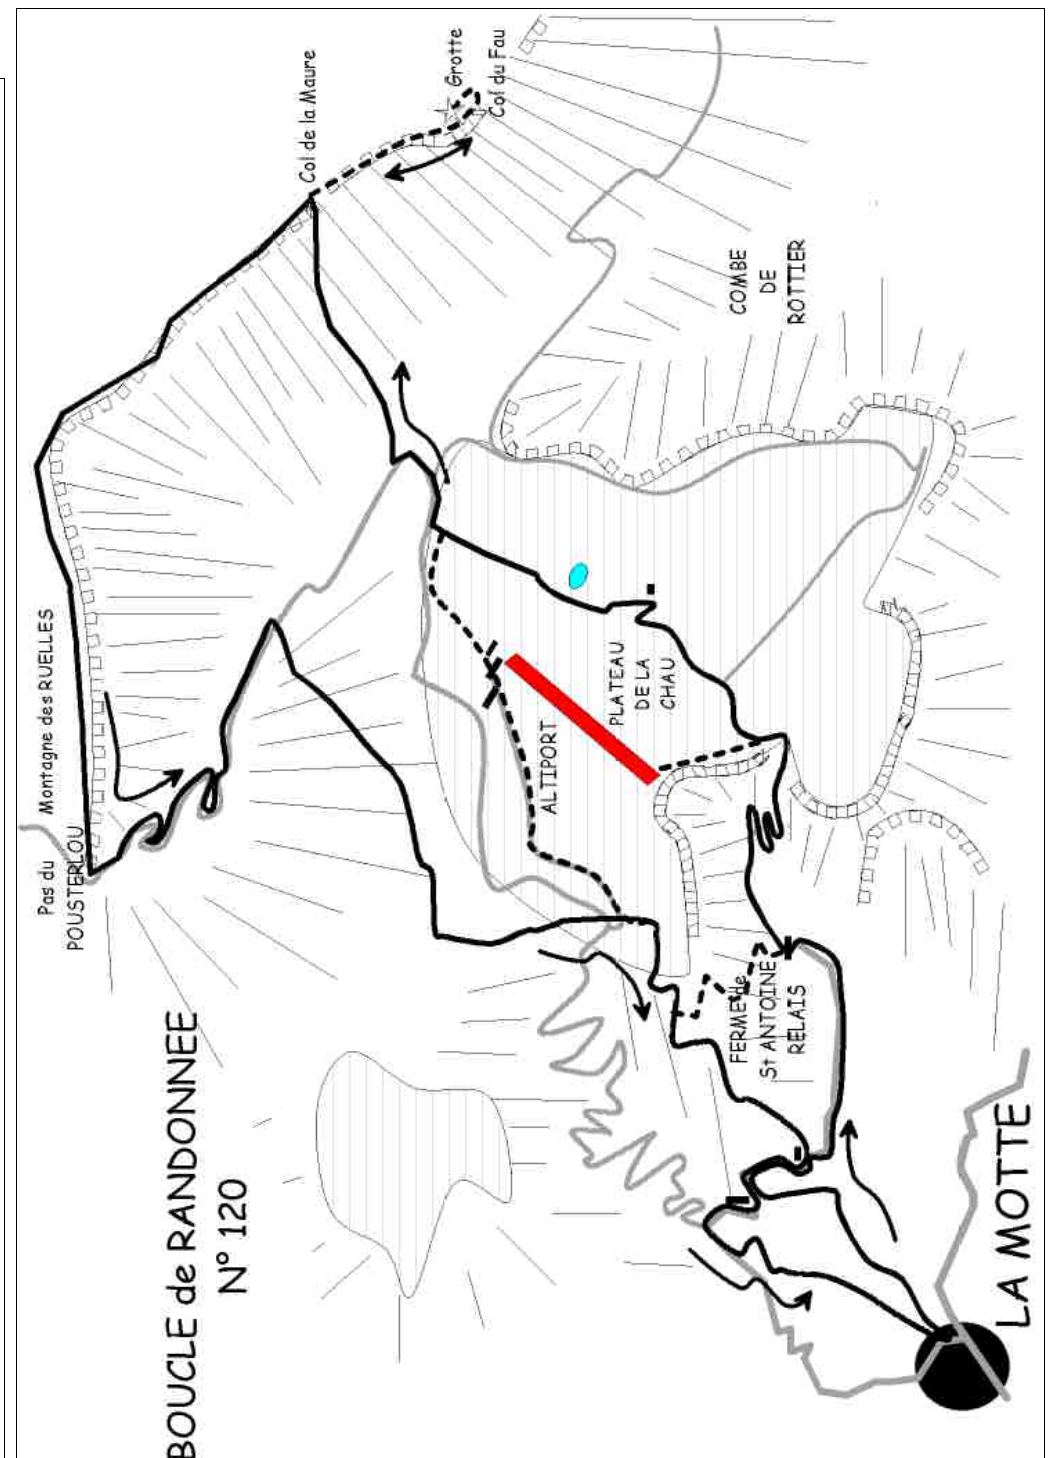 BOUCLE de RANDONNEE
N° 120
Pas du
POUSTERLOU
Montagne des RUELLES
Col de la Maure
Grotte
Col du Fau
COMBE
DE
ROTTIER
PLATEAU
DE LA
CHAU
ALTIPORT
FERME de
St ANTOINE
RELAIS
LA MOTTE